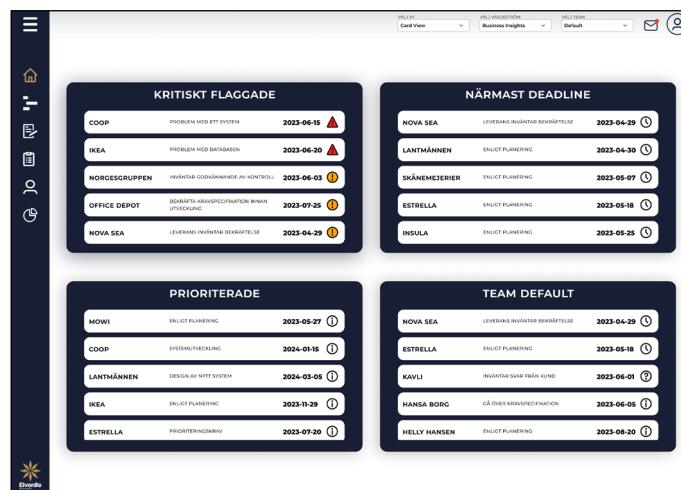 VÄLJ VY
VÄLJ VÄRDESTRÖM
VÄLJ TEAM
Card View
Business Insights
Default
KRITISKT FLAGGADE
COOP PROBLEM MED ETT SYSTEM 2023-06-15
IKEA PROBLEM MED DATABASEN 2023-06-20
NORGESGRUPPEN INVÄNTAR GODKÄNNANDE AV KONTROLL 2023-06-03
OFFICE DEPOT BEKRÄFTA KRAVSPECIFIKATION INNAN
UTVECKLING 2023-07-25
NOVA SEA LEVERANS INVÄNTAR BEKRÄFTELSE 2023-04-29
NÄRMAST DEADLINE
NOVA SEA LEVERANS INVÄNTAR BEKRÄFTELSE 2023-04-29
LANTMÄNNEN ENLIGT PLANERING 2023-04-30
SKÅNEMEJERIER ENLIGT PLANERING 2023-05-07
ESTRELLA ENLIGT PLANERING 2023-05-18
INSULA ENLIGT PLANERING 2023-05-25
PRIORITERADE
MOWI ENLIGT PLANERING 2023-05-27
COOP SYSTEMUTVECKLING 2024-01-15
LANTMÄNNEN DESIGN AV NYTT SYSTEM 2024-03-05
IKEA ENLIGT PLANERING 2023-11-29
ESTRELLA PRIORITERINGSKRAV 2023-07-20
TEAM DEFAULT
NOVA SEA LEVERANS INVÄNTAR BEKRÄFTELSE 2023-04-29
ESTRELLA ENLIGT PLANERING 2023-05-18
KAVLI INVÄNTAR SVAR FRÅN KUND 2023-06-01
HANSA BORG GÅ ÖVER KRAVSPECIFIKATION 2023-06-05
HELLY HANSEN ENLIGT PLANERING 2023-08-20
Elvenite